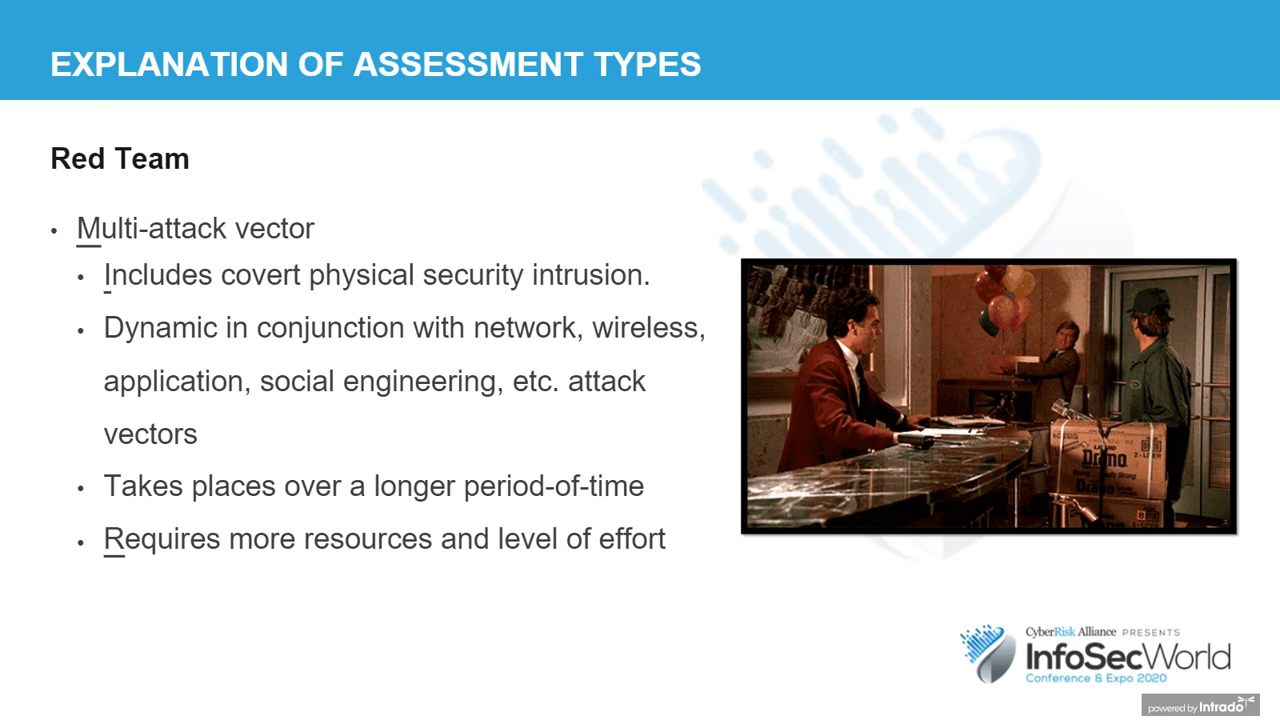 EXPLANATION OF ASSESSMENT TYPES
Red Team
• Multi-attack vector
• Includes covert physical security intrusion.
• Dynamic in conjunction with network, wireless,
application, social engineering, etc. attack
vectors
• Takes places over a longer period-of-time
• Requires more resources and level of effort
Drano
2-LITER
Drano
CyberRisk Alliance PRESENTS
InfoSecWorld
Conference & Expo 2020
powered by Intrado